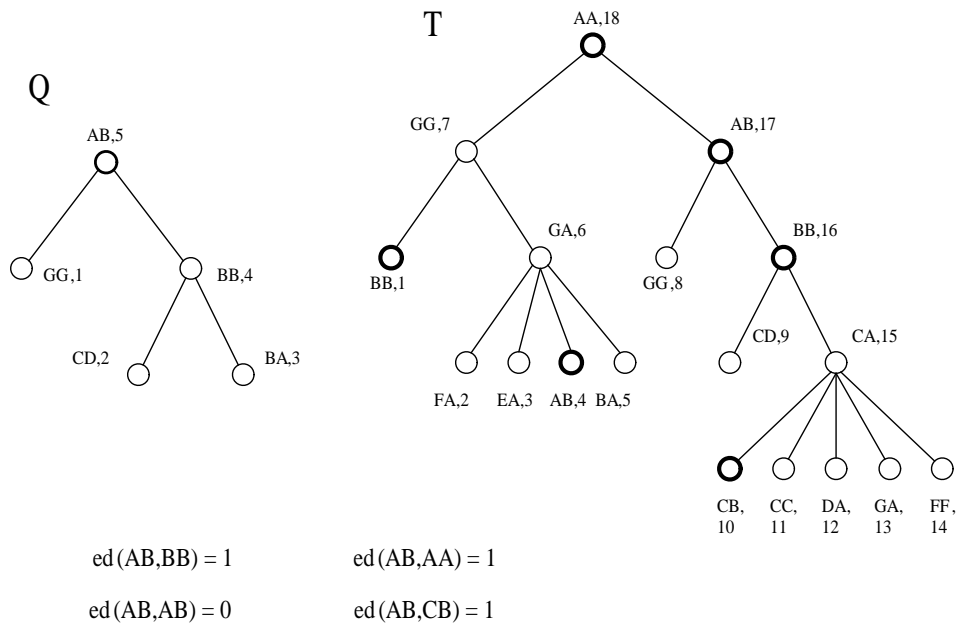 T
AA,18
Q
GG,7
AB,17
AB,5
GA,6
BB,16
GG,1
BB,4
BB,1
GG,8
CD,2
BA,3
CD,9
CA,15
FA,2
EA,3
AB,4
BA,5
CB,
10
CC,
11
DA,
12
GA,
13
FF,
14
ed(AB,BB) = 1
ed(AB,AA) = 1
ed(AB,AB) = 0
ed(AB,CB) = 1